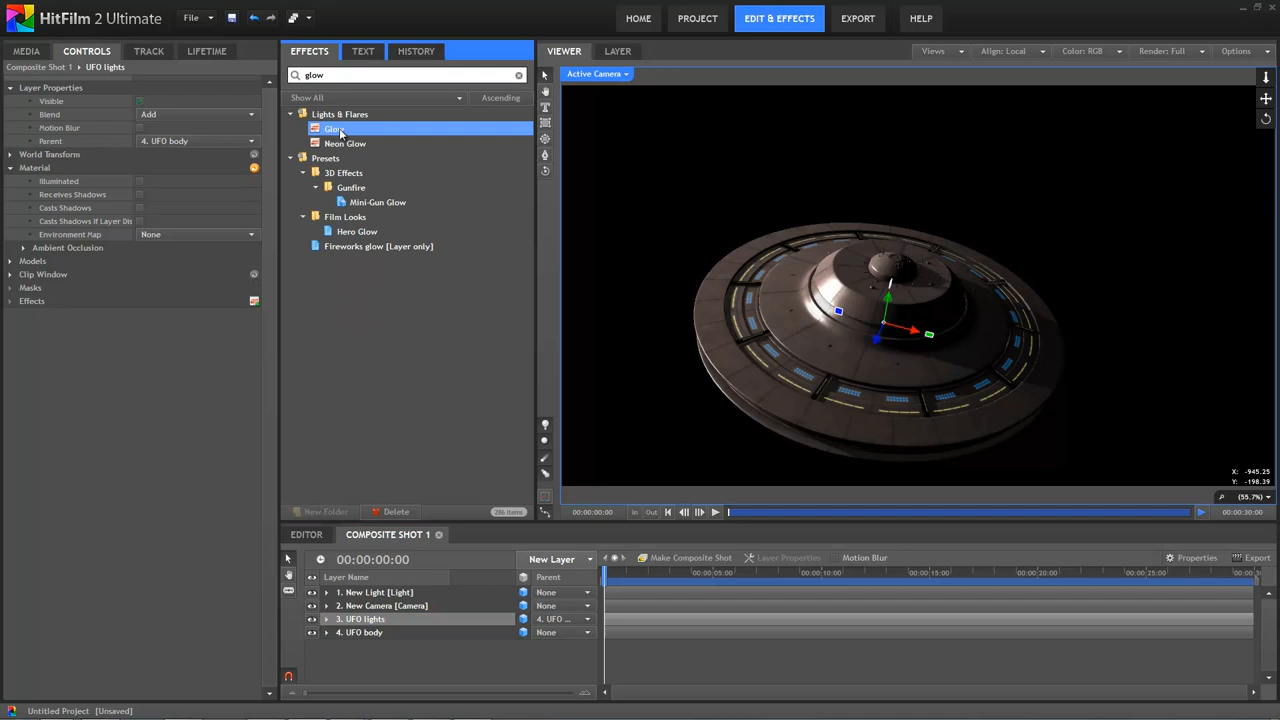 HitFilm 2 Ultimate File HOME PROJECT EDIT & EFFECTS EXPORT HELP
MEDIA CONTROLS TRACK LIFETIME EFFECTS TEXT HISTORY VIEWER LAYER Views Align: Local Color: RGB Render: Full Options
Composite Shot 1 UFO lights
glow
Active Camera
Layer Properties
Show All Ascending
Visible
Blend Add
Lights & Flares
Motion Blur
Glow
Parent 4. UFO body
Neon Glow
World Transform
Presets
Material
3D Effects
Illuminated
Gunfire
Receives Shadows
Mini-Gun Glow
Casts Shadows
Film Looks
Casts Shadows If Layer Dis
Hero Glow
Environment Map None
Fireworks glow [Layer only]
Ambient Occlusion
Models
Clip Window
Masks
Effects
X: -945.25
Y: -198.39
(55.7%)
New Folder Delete 286 items 00:00:00:00 In Out 00:00:30:00
EDITOR COMPOSITE SHOT 1
00:00:00:00 New Layer Make Composite Shot Layer Properties Motion Blur Properties Export
Layer Name Parent 00:00:05:00 00:00:10:00 00:00:15:00 00:00:20:00 00:00:25:00
1. New Light [Light] None
2. New Camera [Camera] None
3. UFO lights 4. UFO ...
4. UFO body None
Untitled Project [Unsaved]